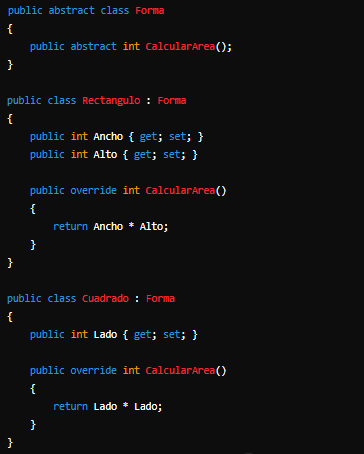 public abstract class Forma
{
    public abstract int CalcularArea();
}
public class Rectangulo : Forma
{
    public int Ancho { get; set; }
    public int Alto { get; set; }
    public override int CalcularArea()
    {
        return Ancho * Alto;
    }
}
public class Cuadrado : Forma
{
    public int Lado { get; set; }
    public override int CalcularArea()
    {
        return Lado * Lado;
    }
}